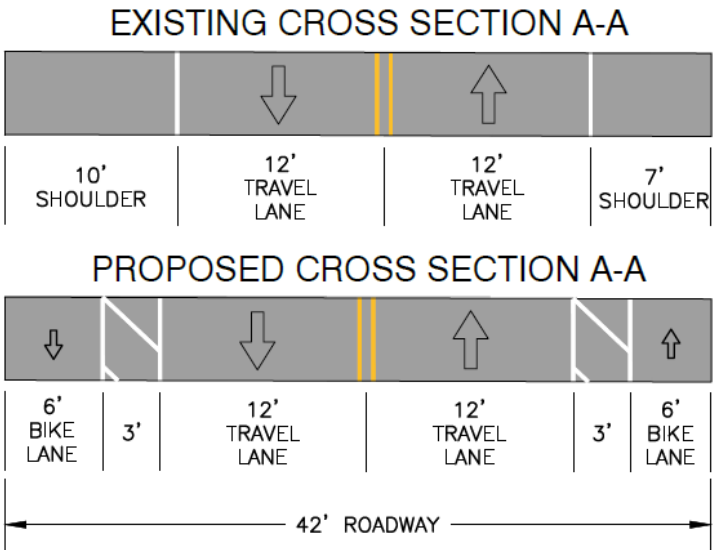 EXISTING CROSS SECTION A-A
10'
SHOULDER
12'
TRAVEL
LANE
12'
TRAVEL
LANE
7'
SHOULDER
PROPOSED CROSS SECTION A-A
6'
BIKE
LANE
3'
12'
TRAVEL
LANE
12'
TRAVEL
LANE
3'
6'
BIKE
LANE
42' ROADWAY